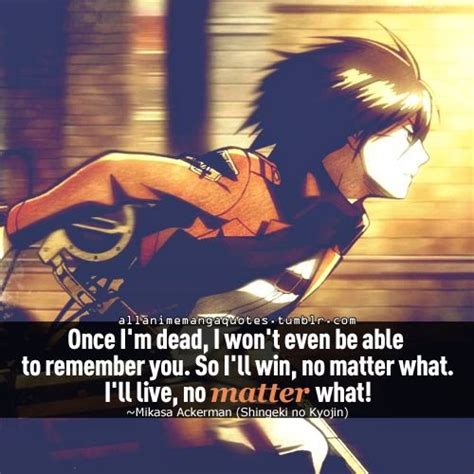 allanimemangaquotes.tumblr.com
Once I'm dead, I won't even be able
to remember you. So I'll win, no matter what.
I'll live, no matter what!
~Mikasa Ackerman (Shingeki no Kyojin)